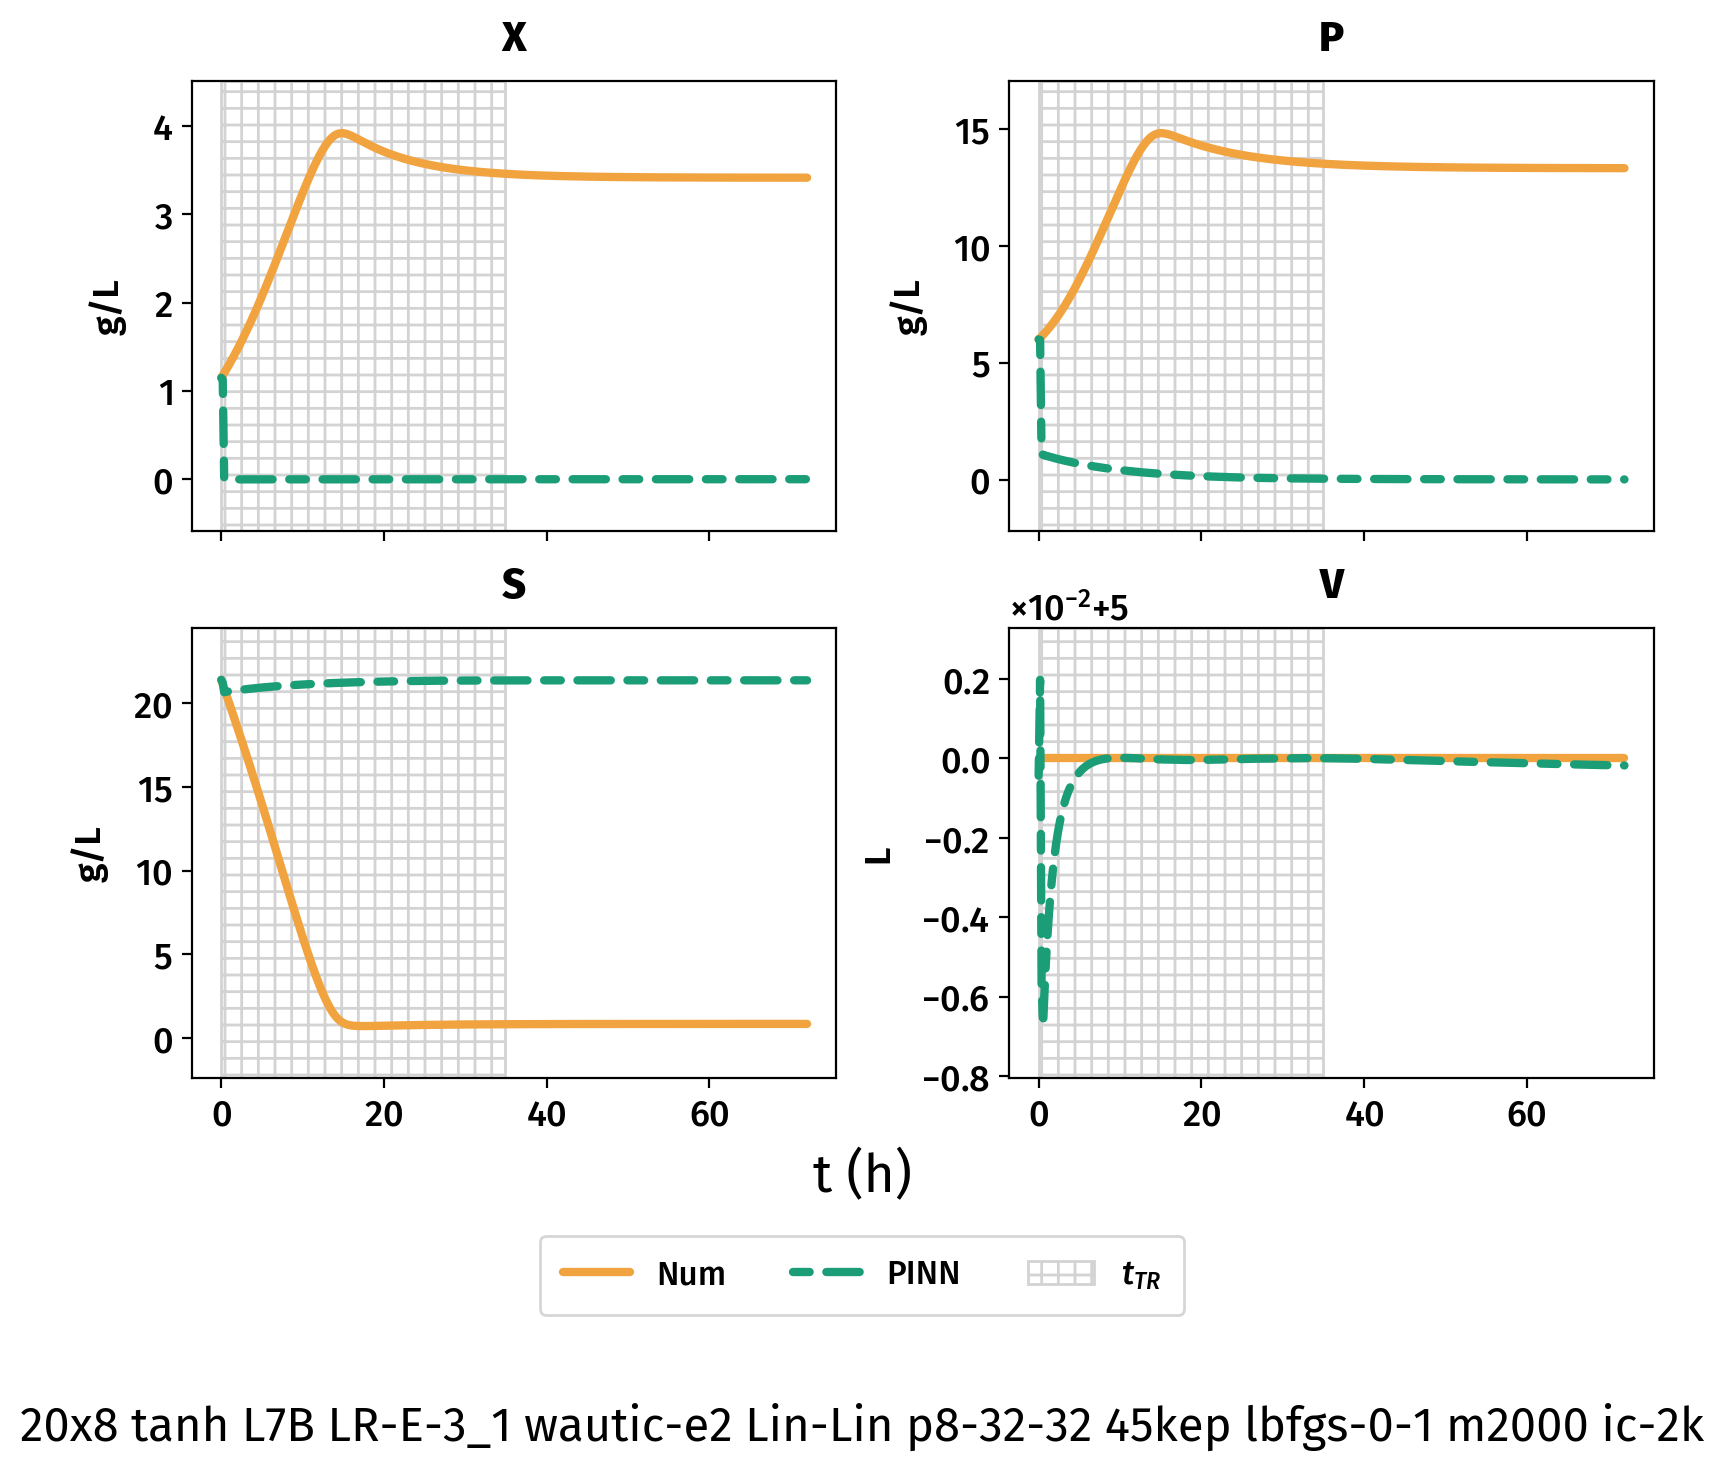 X
P
4
3
2
1
0
g/L
15
10
5
0
g/L
S
V
×10⁻²+5
20
15
10
5
0
g/L
0.2
0.0
−0.2
−0.4
−0.6
−0.8
L
0 20 40 60
0 20 40 60
t (h)
Num PINN t_TR
20x8 tanh L7B LR-E-3_1 wautic-e2 Lin-Lin p8-32-32 45kep lbfgs-0-1 m2000 ic-2k